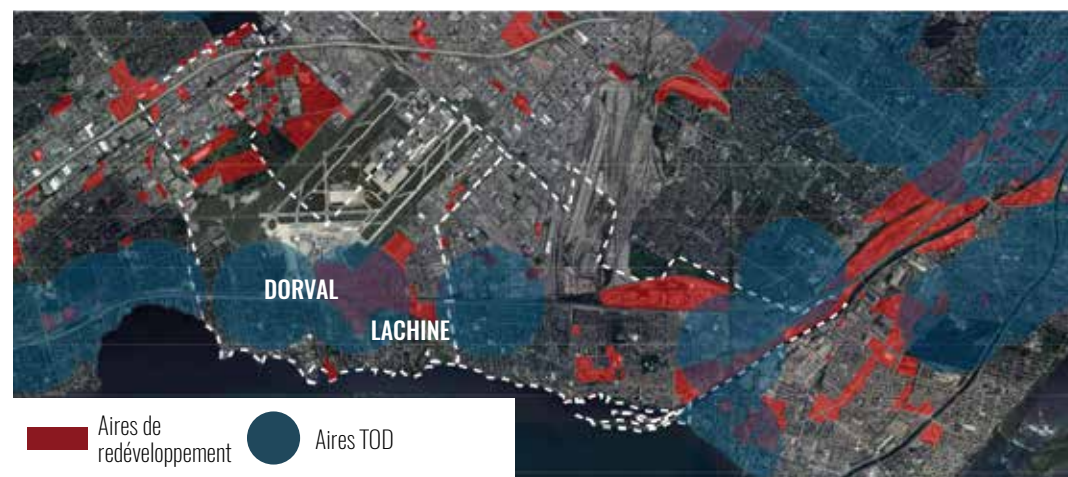 DORVAL
LACHINE
Aires de
redéveloppement
Aires TOD